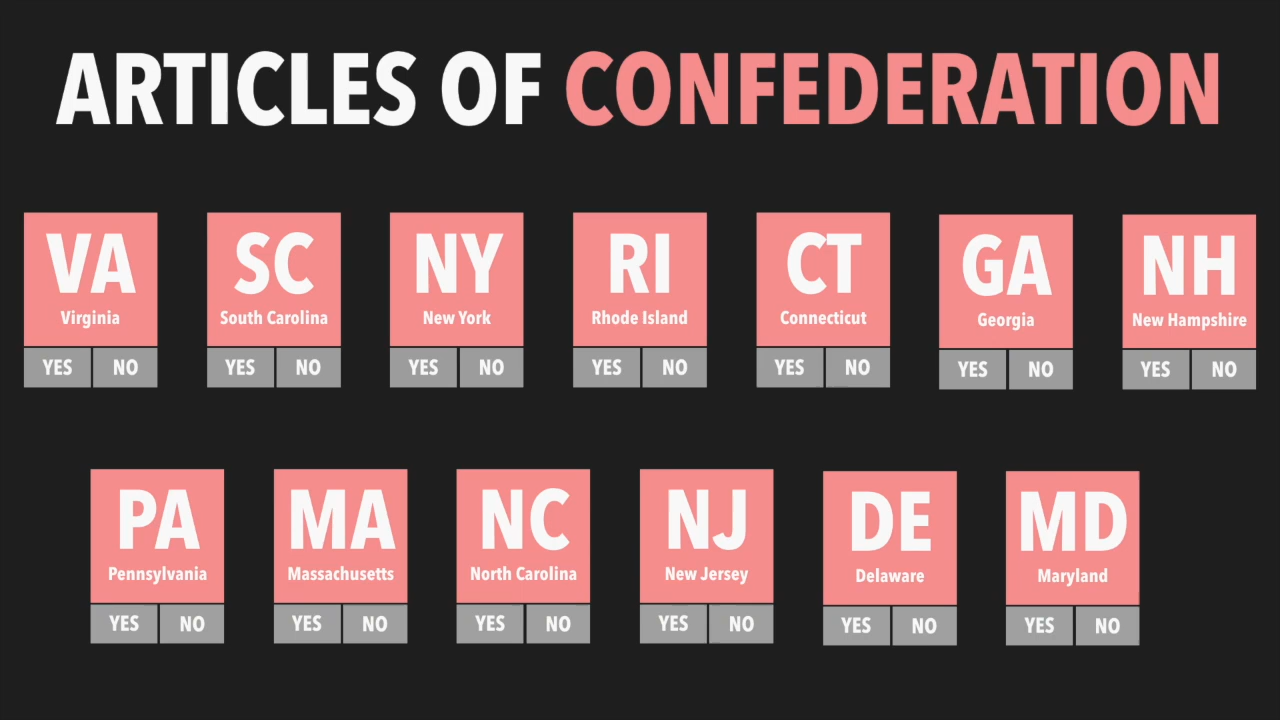 ARTICLES OF CONFEDERATION
VA SC NY RI CT GA NH
Virginia South Carolina New York Rhode Island Connecticut Georgia New Hampshire
YES NO YES NO YES NO YES NO YES NO YES NO YES NO
PA MA NC NJ DE MD
Pennsylvania Massachusetts North Carolina New Jersey Delaware Maryland
YES NO YES NO YES NO YES NO YES NO YES NO